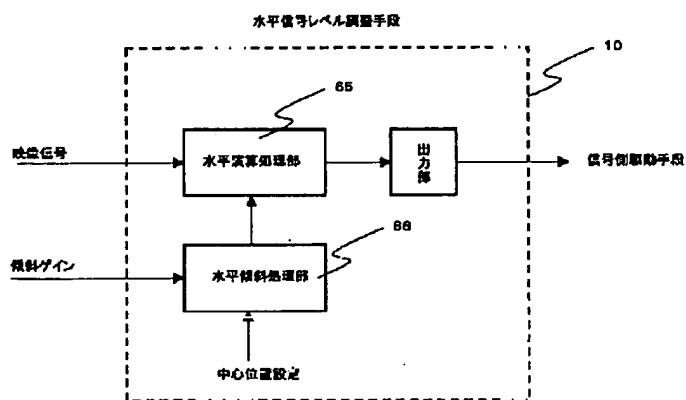 水平信号レベル調整手段
10
65
映像信号
水平演算処理部
出力部
信号側駆動手段
66
傾斜ゲイン
水平傾斜処理部
中心位置設定